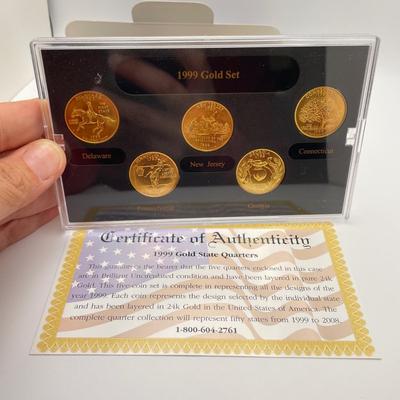 1999 Gold Set
Delaware
New Jersey
Connecticut
Georgia
Certificate of Authenticity
1999 Gold State Quarters
This guarantees the bearer that the five quarters enclosed in this case
are in Brilliant Uncirculated condition and have been layered in pure 24k
Gold. This five-coin set is complete in representing all the designs of the
year 1999. Each coin represents the design selected by the individual state
and has been layered in 24k Gold in the United States of America. The
complete quarter collection will represent fifty states from 1999 to 2008.
1-800-604-2761